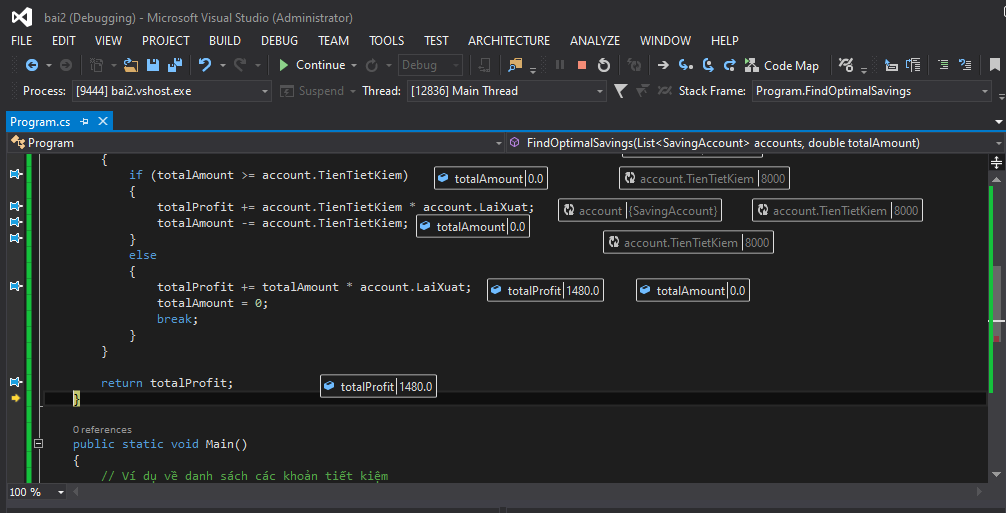 bai2 (Debugging) - Microsoft Visual Studio (Administrator)
FILE EDIT VIEW PROJECT BUILD DEBUG TEAM TOOLS TEST ARCHITECTURE ANALYZE WINDOW HELP
Continue Debug Code Map
Process: [9444] bai2.vshost.exe Suspend Thread: [12836] Main Thread Stack Frame: Program.FindOptimalSavings
Program.cs
Program FindOptimalSavings(List<SavingAccount> accounts, double totalAmount)
{
if (totalAmount >= account.TienTietKiem) totalAmount 0.0 account.TienTietKiem 8000
{
totalProfit += account.TienTietKiem * account.LaiXuat; account {SavingAccount} account.TienTietKiem 8000
totalAmount -= account.TienTietKiem; totalAmount 0.0
} account.TienTietKiem 8000
else
{
totalProfit += totalAmount * account.LaiXuat; totalProfit 1480.0 totalAmount 0.0
totalAmount = 0;
break;
}
}
return totalProfit; totalProfit 1480.0
}
0 references
public static void Main()
{
// Ví dụ về danh sách các khoản tiết kiệm
100 %